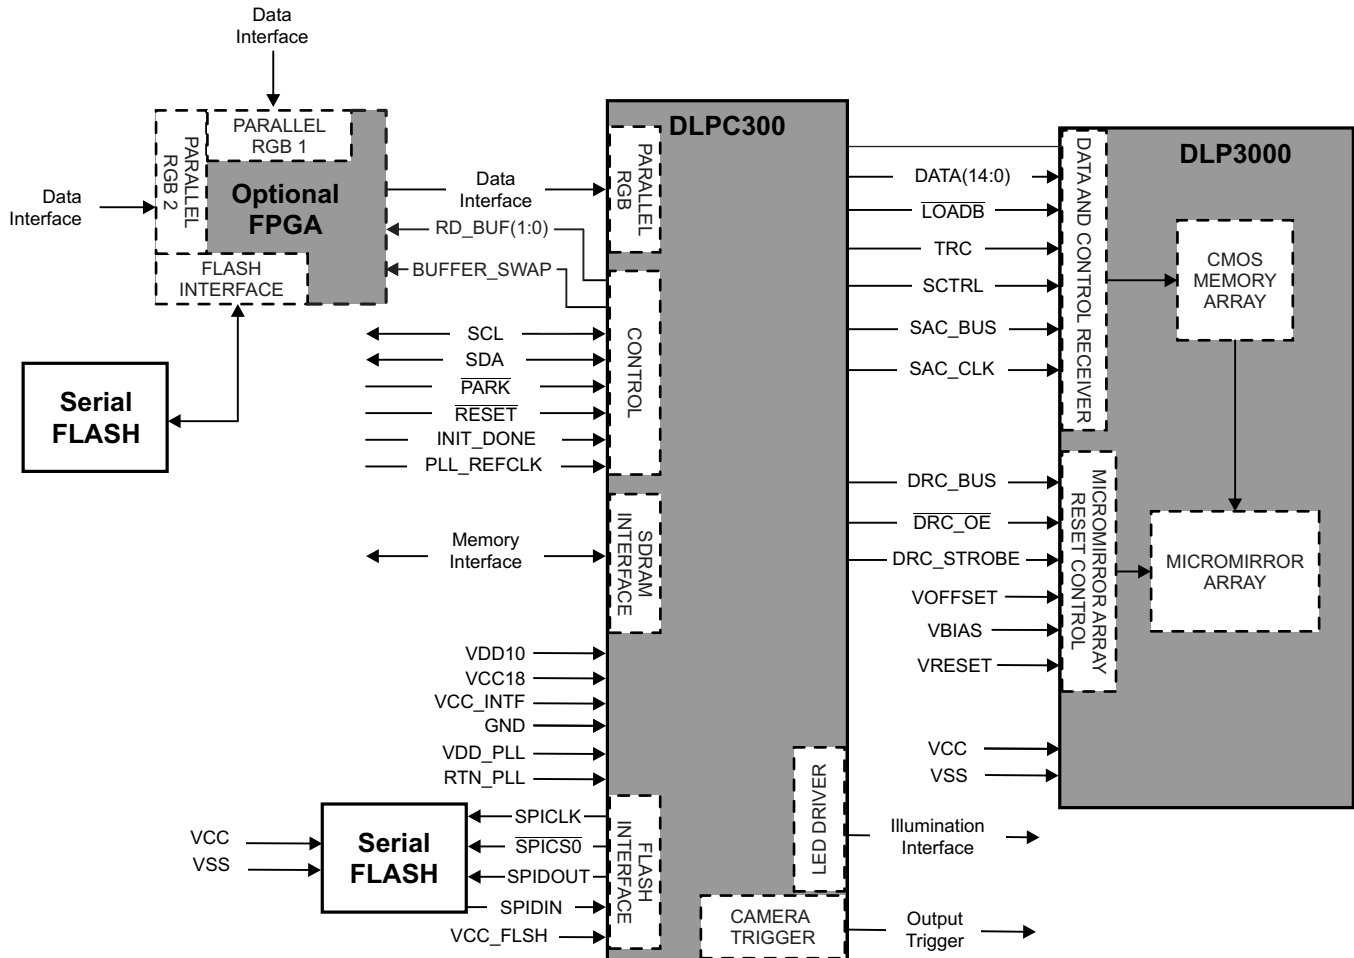 Data
Interface
PARALLEL
RGB 1
PARALLEL
RGB 2
Optional
FPGA
FLASH
INTERFACE
Data
Interface
Serial
FLASH
Data
Interface
RD_BUF(1:0)
BUFFER_SWAP
SCL
SDA
PARK
RESET
INIT_DONE
PLL_REFCLK
Memory
Interface
VDD10
VCC18
VCC_INTF
GND
VDD_PLL
RTN_PLL
SPICLK
SPICS0
SPIDOUT
SPIDIN
VCC_FLSH
VCC
VSS
Serial
FLASH
DLPC300
PARALLEL
RGB
CONTROL
SDRAM
INTERFACE
FLASH
INTERFACE
LED DRIVER
CAMERA
TRIGGER
DATA(14:0)
LOADB
TRC
SCTRL
SAC_BUS
SAC_CLK
DRC_BUS
DRC_OE
DRC_STROBE
VOFFSET
VBIAS
VRESET
VCC
VSS
Illumination
Interface
Output
Trigger
DLP3000
DATA AND CONTROL RECEIVER
CMOS
MEMORY
ARRAY
MICROMIRROR ARRAY
RESET CONTROL
MICROMIRROR
ARRAY